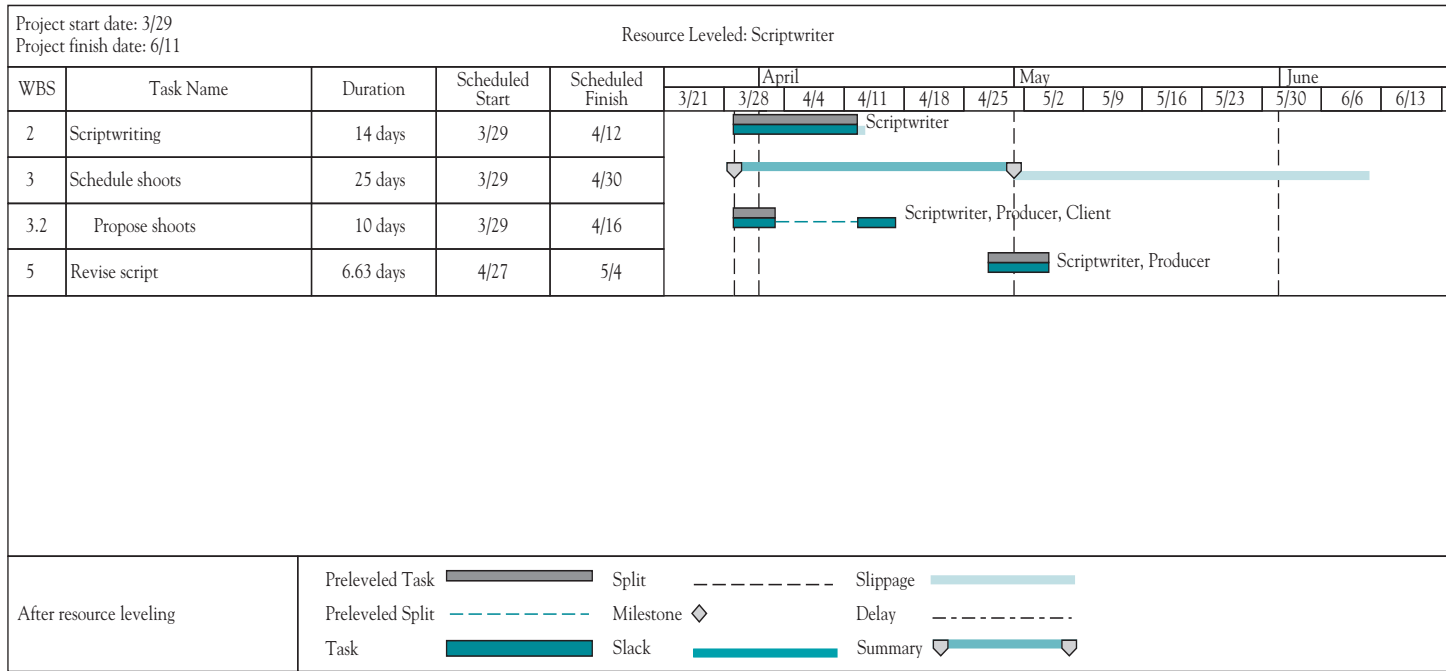 Project start date: 3/29
Project finish date: 6/11
Resource Leveled: Scriptwriter
WBS Task Name Duration Scheduled Start Scheduled Finish
April May June
3/21 3/28 4/4 4/11 4/18 4/25 5/2 5/9 5/16 5/23 5/30 6/6 6/13
2 Scriptwriting 14 days 3/29 4/12 Scriptwriter
3 Schedule shoots 25 days 3/29 4/30
3.2 Propose shoots 10 days 3/29 4/16 Scriptwriter, Producer, Client
5 Revise script 6.63 days 4/27 5/4 Scriptwriter, Producer
After resource leveling
Preleveled Task Split Slippage
Preleveled Split Milestone Delay
Task Slack Summary